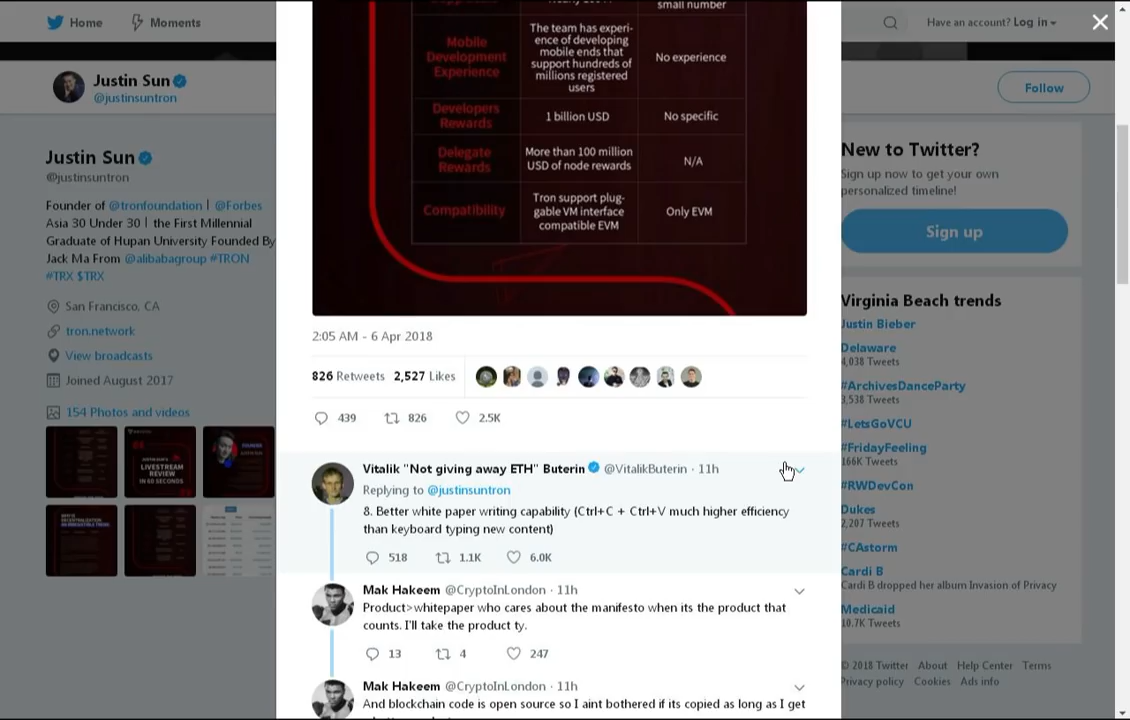 Home
Moments
Have an account? Log in
Justin Sun
@justinsuntron
Follow
Justin Sun
@justinsuntron
Founder of @tronfoundation | @Forbes
Asia 30 Under 30 | the First Millennial
Graduate of Hupan University Founded By
Jack Ma From @alibabagroup #TRON
#TRX $TRX
San Francisco, CA
tron.network
View broadcasts
Joined August 2017
154 Photos and videos
LIVESTREAM
REVIEW
IN 60 SECONDS
small number
Mobile
Development
Experience
The team has experi-
ence of developing
mobile ends that
support hundreds of
millions registered
users
No experience
Developers
Rewards
1 billion USD
No specific
Delegate
Rewards
More than 100 million
USD of node rewards
N/A
Compatibility
Tron support plug-
gable VM interface
compatible EVM
Only EVM
2:05 AM - 6 Apr 2018
826 Retweets 2,527 Likes
439 826 2.5K
Vitalik "Not giving away ETH" Buterin @VitalikButerin · 11h
Replying to @justinsuntron
8. Better white paper writing capability (Ctrl+C + Ctrl+V much higher efficiency
than keyboard typing new content)
518 1.1K 6.0K
Mak Hakeem @CryptoInLondon · 11h
Product>whitepaper who cares about the manifesto when its the product that
counts. I'll take the product ty.
13 4 247
Mak Hakeem @CryptoInLondon · 11h
And blockchain code is open source so I aint bothered if its copied as long as I get
New to Twitter?
Sign up now to get your own
personalized timeline!
Sign up
Virginia Beach trends
Justin Bieber
Delaware
4,038 Tweets
#ArchivesDanceParty
3,538 Tweets
#LetsGoVCU
#FridayFeeling
166K Tweets
#RWDevCon
Dukes
2,207 Tweets
#CAstorm
Cardi B
Cardi B dropped her album Invasion of Privacy
Medicaid
10.7K Tweets
© 2018 Twitter About Help Center Terms
Privacy policy Cookies Ads info